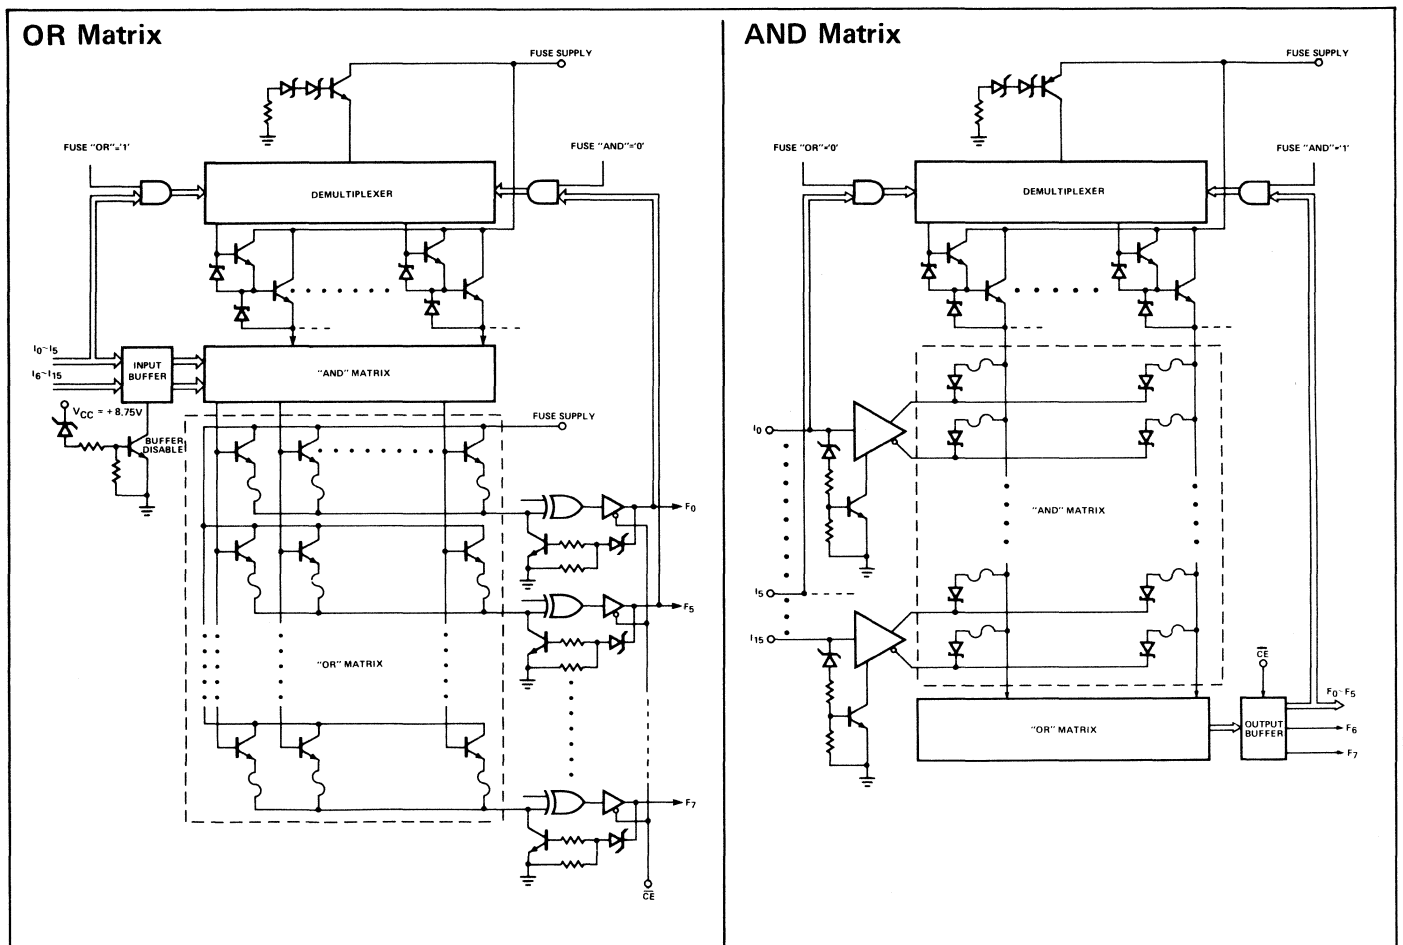 OR Matrix
FUSE SUPPLY
FUSE "OR"='1'
FUSE "AND"='0'
DEMULTIPLEXER
I0~I5
I6~I15
INPUT
BUFFER
"AND" MATRIX
VCC = +8.75V
BUFFER
DISABLE
FUSE SUPPLY
F0
F5
"OR" MATRIX
F7
CE
AND Matrix
FUSE SUPPLY
FUSE "OR"='0'
FUSE "AND"='1'
DEMULTIPLEXER
I0
"AND" MATRIX
I5
I15
CE
"OR" MATRIX
OUTPUT
BUFFER
F0~F5
F6
F7